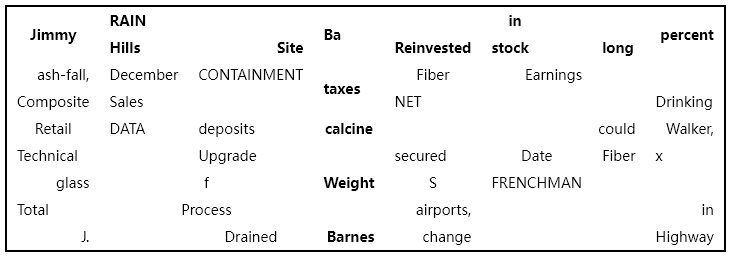 RAIN in
Jimmy Ba percent
Hills Site Reinvested stock long
ash-fall, December CONTAINMENT Fiber Earnings
taxes
Composite Sales NET Drinking
Retail DATA deposits calcine could Walker,
Technical Upgrade secured Date Fiber x
glass f Weight S FRENCHMAN
Total Process airports, in
J. Drained Barnes change Highway